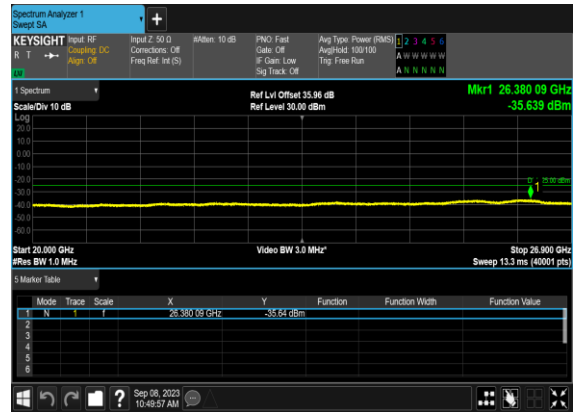 Spectrum Analyzer 1
Swept SA
+
KEYSIGHT
R T
LW
Input: RF
Coupling: DC
Align: Off
Input Z: 50 Ω
Corrections: Off
Freq Ref: Int (S)
#Atten: 10 dB
PNO: Fast
Gate: Off
IF Gain: Low
Sig Track: Off
Avg Type: Power (RMS)
Avg|Hold: 100/100
Trig: Free Run
1 2 3 4 5 6
A W W W W W
A N N N N N
1 Spectrum
Scale/Div 10 dB
Ref Lvl Offset 35.96 dB
Ref Level 30.00 dBm
Mkr1 26.380 09 GHz
-35.639 dBm
Log
20.0
10.0
0.00
-10.0
-20.0
-30.0
-40.0
-50.0
-60.0
1
Start 20.000 GHz
#Res BW 1.0 MHz
Video BW 3.0 MHz*
Stop 26.900 GHz
Sweep 13.3 ms (40001 pts)
5 Marker Table
Mode Trace Scale X Y Function Function Width Function Value
1 N 1 f 26.380 09 GHz -35.64 dBm
2
3
4
5
6
?
Sep 08, 2023
10:49:57 AM